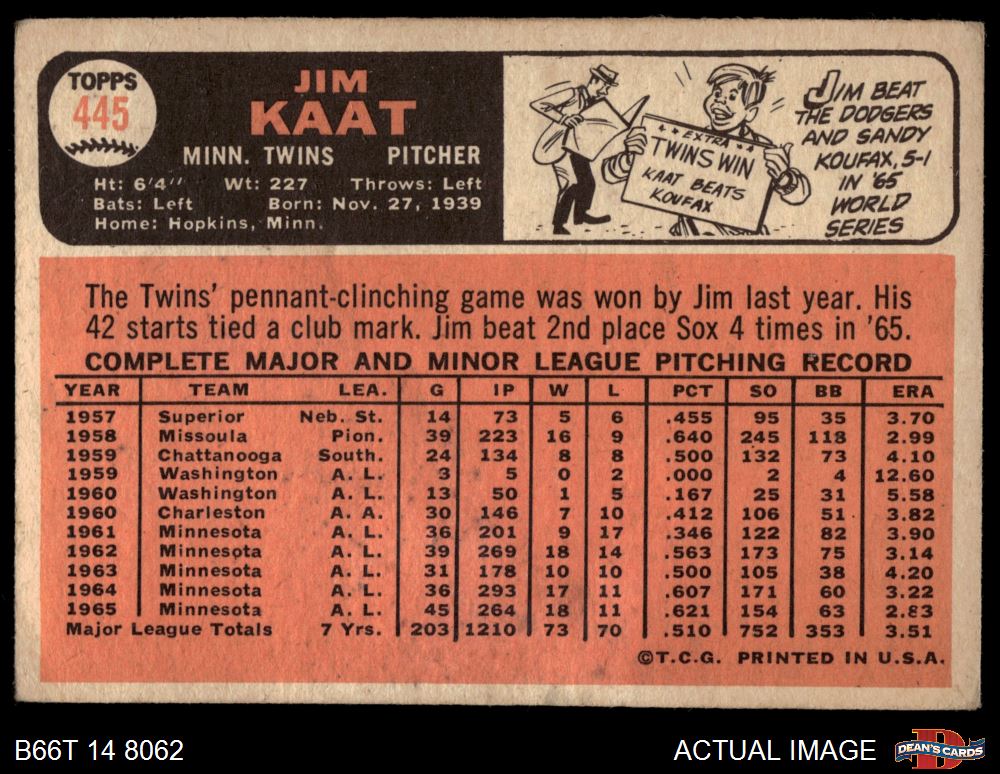 TOPPS
445
JIM
KAAT
MINN. TWINS PITCHER
Ht: 6'4" Wt: 227 Throws: Left
Bats: Left Born: Nov. 27, 1939
Home: Hopkins, Minn.
EXTRA
TWINS WIN
KAAT BEATS
KOUFAX
JIM BEAT
THE DODGERS
AND SANDY
KOUFAX, 5-1
IN '65
WORLD
SERIES
The Twins' pennant-clinching game was won by Jim last year. His
42 starts tied a club mark. Jim beat 2nd place Sox 4 times in '65.
COMPLETE MAJOR AND MINOR LEAGUE PITCHING RECORD
YEAR TEAM LEA. G IP W L PCT SO BB ERA
1957 Superior Neb. St. 14 73 5 6 .455 95 35 3.70
1958 Missoula Pion. 39 223 16 9 .640 245 118 2.99
1959 Chattanooga South. 24 134 8 8 .500 132 73 4.10
1959 Washington A. L. 3 5 0 2 .000 2 4 12.60
1960 Washington A. L. 13 50 1 5 .167 25 31 5.58
1960 Charleston A. A. 30 146 7 10 .412 106 51 3.82
1961 Minnesota A. L. 36 201 9 17 .346 122 82 3.90
1962 Minnesota A. L. 39 269 18 14 .563 173 75 3.14
1963 Minnesota A. L. 31 178 10 10 .500 105 38 4.20
1964 Minnesota A. L. 36 293 17 11 .607 171 60 3.22
1965 Minnesota A. L. 45 264 18 11 .621 154 63 2.83
Major League Totals 7 Yrs. 203 1210 73 70 .510 752 353 3.51
©T.C.G. PRINTED IN U.S.A.
B66T 14 8062
ACTUAL IMAGE
DEAN'S CARDS